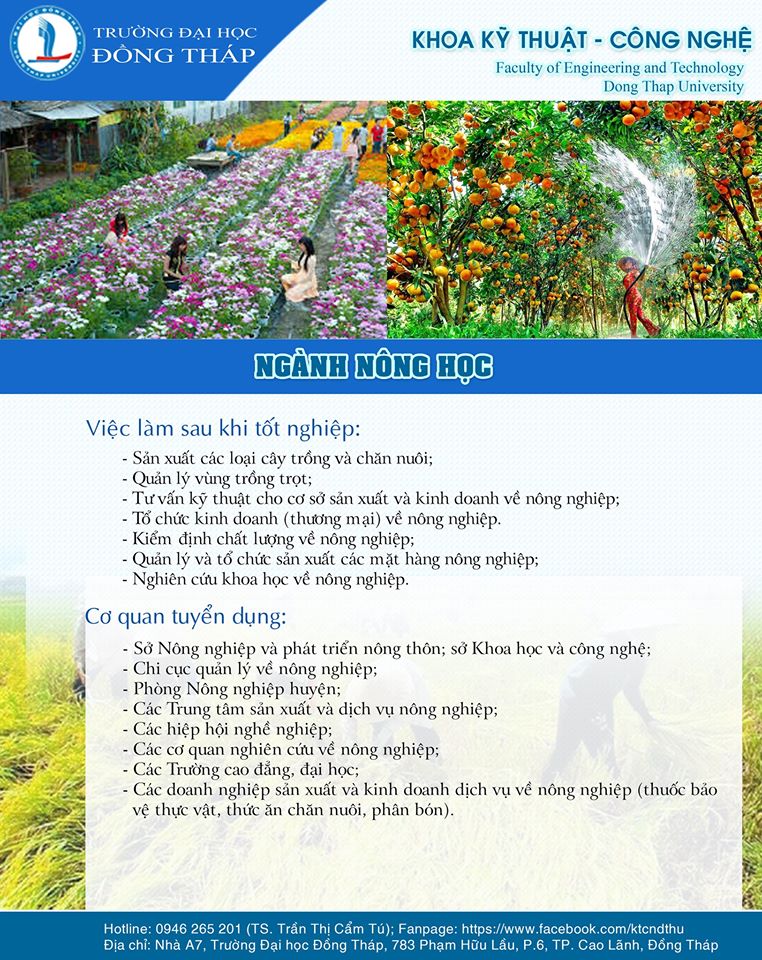 TRƯỜNG ĐẠI HỌC
ĐỒNG THÁP
KHOA KỸ THUẬT - CÔNG NGHỆ
Faculty of Engineering and Technology
Dong Thap University
NGÀNH NÔNG HỌC
Việc làm sau khi tốt nghiệp:
- Sản xuất các loại cây trồng và chăn nuôi;
- Quản lý vùng trồng trọt;
- Tư vấn kỹ thuật cho cơ sở sản xuất và kinh doanh về nông nghiệp;
- Tổ chức kinh doanh (thương mại) về nông nghiệp.
- Kiểm định chất lượng về nông nghiệp;
- Quản lý và tổ chức sản xuất các mặt hàng nông nghiệp;
- Nghiên cứu khoa học về nông nghiệp.
Cơ quan tuyển dụng:
- Sở Nông nghiệp và phát triển nông thôn; sở Khoa học và công nghệ;
- Chi cục quản lý về nông nghiệp;
- Phòng Nông nghiệp huyện;
- Các Trung tâm sản xuất và dịch vụ nông nghiệp;
- Các hiệp hội nghề nghiệp;
- Các cơ quan nghiên cứu về nông nghiệp;
- Các Trường cao đẳng, đại học;
- Các doanh nghiệp sản xuất và kinh doanh dịch vụ về nông nghiệp (thuốc bảo
vệ thực vật, thức ăn chăn nuôi, phân bón).
Hotline: 0946 265 201 (TS. Trần Thị Cẩm Tú); Fanpage: https://www.facebook.com/ktcndthu
Địa chỉ: Nhà A7, Trường Đại học Đồng Tháp, 783 Phạm Hữu Lầu, P.6, TP. Cao Lãnh, Đồng Tháp